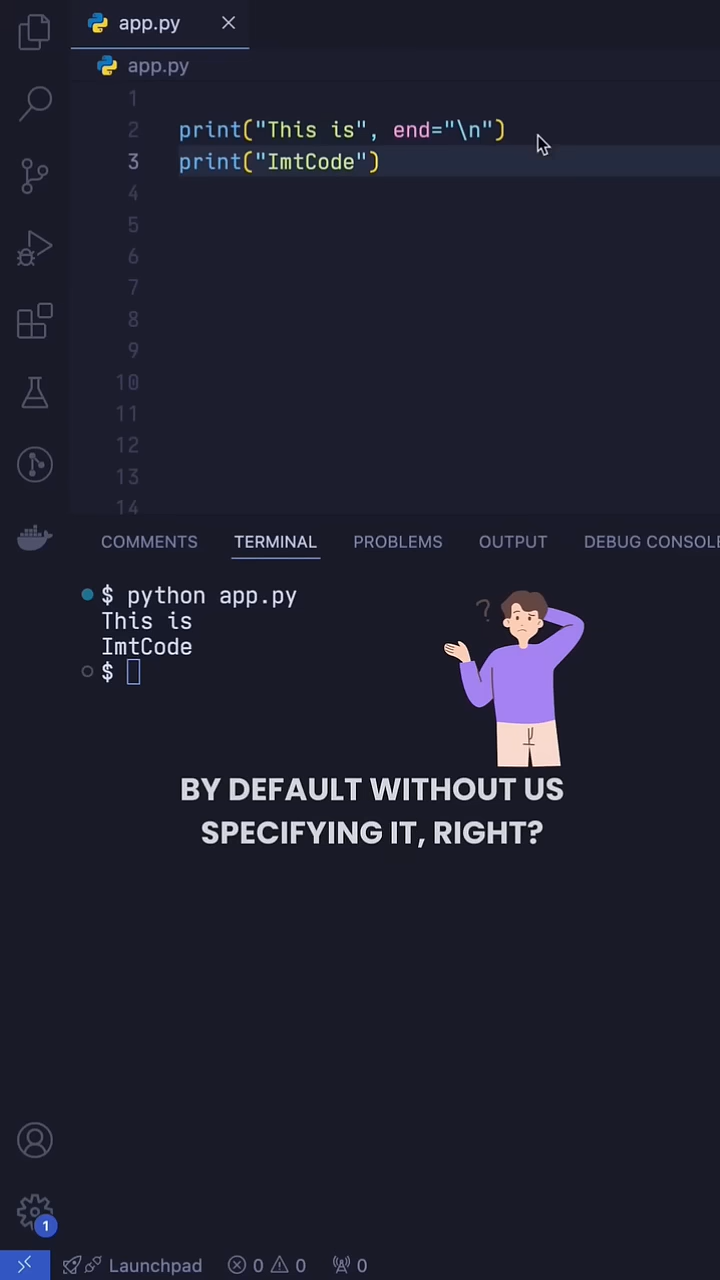 app.py
app.py
1
2 print("This is", end="\n")
3 print("ImtCode")
4
5
6
7
8
9
10
11
12
13
14
COMMENTS TERMINAL PROBLEMS OUTPUT DEBUG CONSOLE
$ python app.py
This is
ImtCode
$
?
BY DEFAULT WITHOUT US
SPECIFYING IT, RIGHT?
1
Launchpad 0 0 0